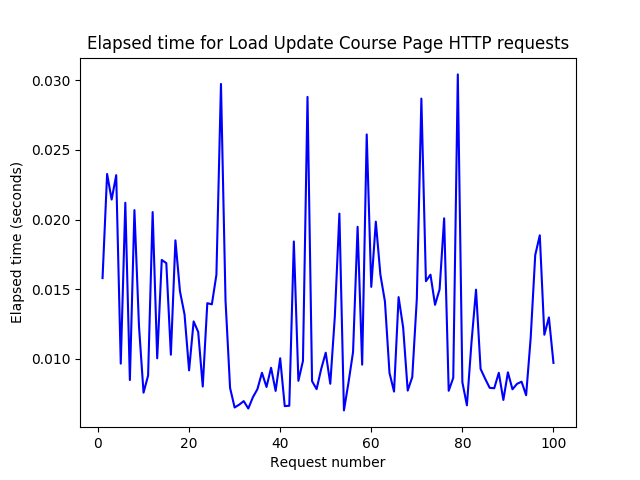 Elapsed time for Load Update Course Page HTTP requests
0.030
0.025
0.020
0.015
0.010
Elapsed time (seconds)
0 20 40 60 80 100
Request number